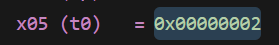 x05 (t0) = 0x00000002